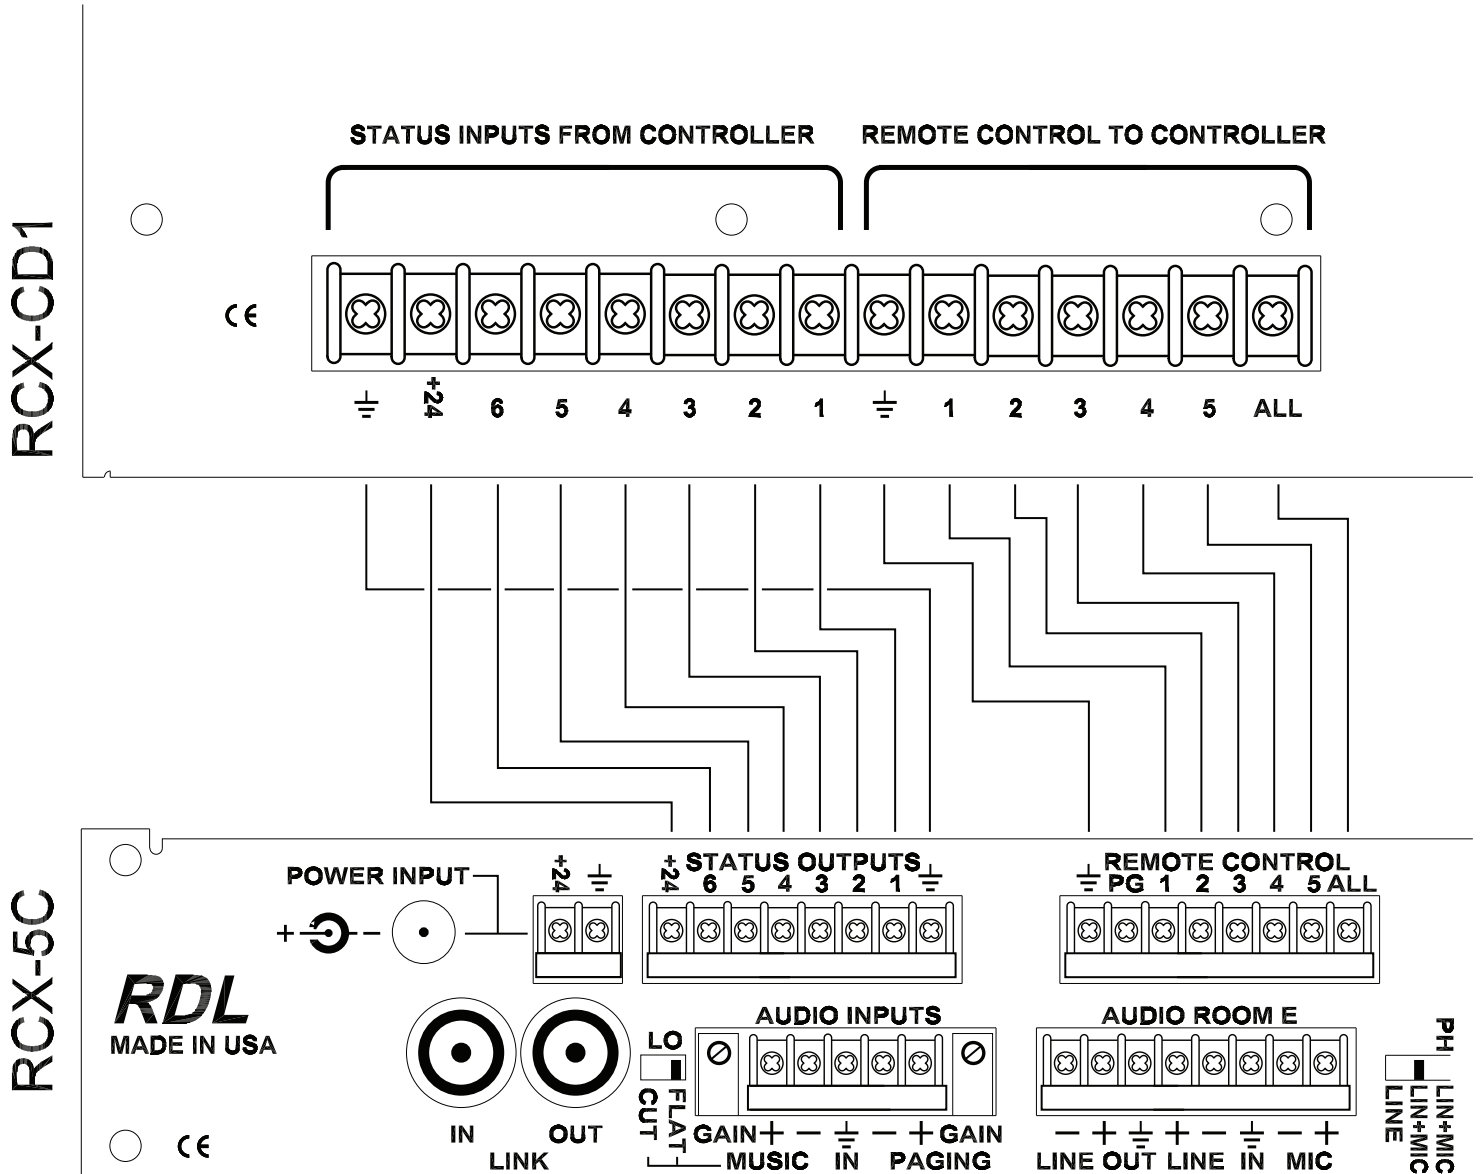 RCX-CD1
STATUS INPUTS FROM CONTROLLER
REMOTE CONTROL TO CONTROLLER
CE
+24 6 5 4 3 2 1 1 2 3 4 5 ALL
RCX-5C
POWER INPUT
+24
STATUS OUTPUTS
+24 6 5 4 3 2 1
REMOTE CONTROL
PG 1 2 3 4 5 ALL
+ −
RDL
MADE IN USA
AUDIO INPUTS
AUDIO ROOM E
LO
CUT
FLAT
PH
LINE
LIN+MIC
LIN+MIC
IN OUT
LINK
GAIN + − − + GAIN
MUSIC IN PAGING
− + + − − +
LINE OUT LINE IN MIC
CE